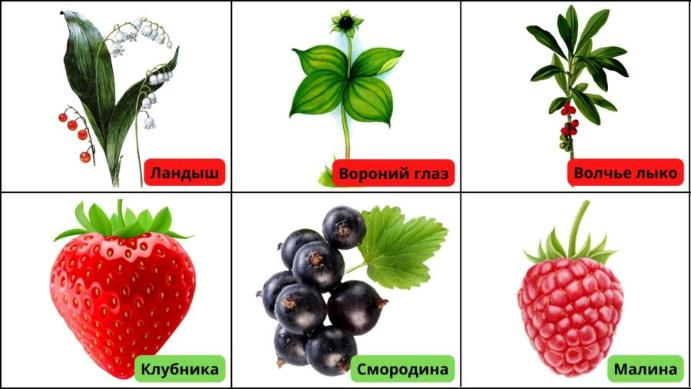 Ландыш
Вороний глаз
Волчье лыко
Клубника
Смородина
Малина